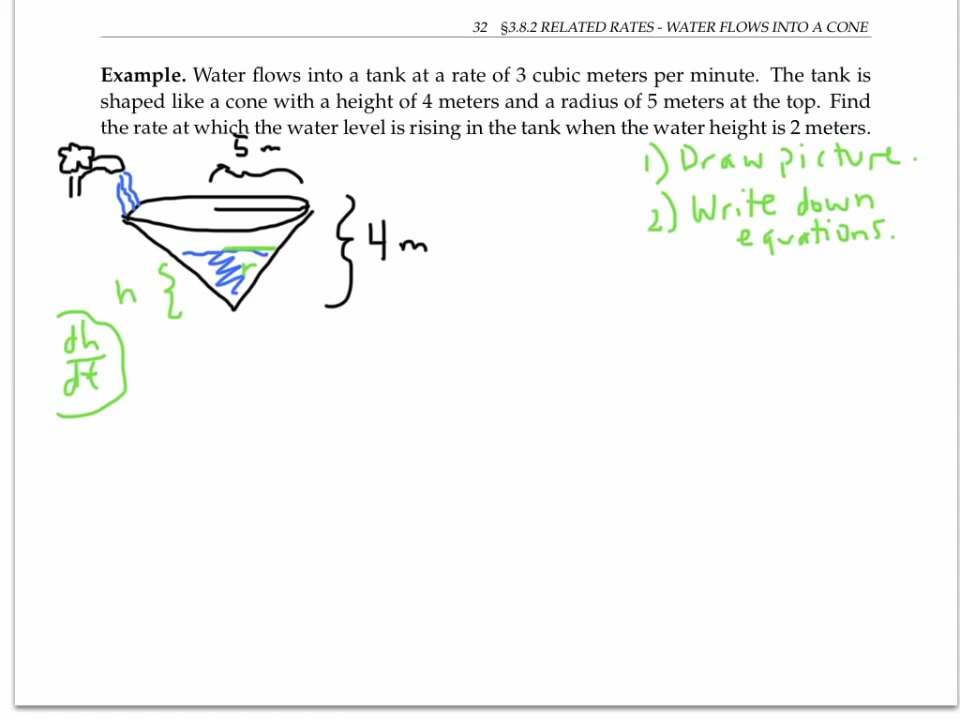 32 §3.8.2 RELATED RATES - WATER FLOWS INTO A CONE
Example. Water flows into a tank at a rate of 3 cubic meters per minute. The tank is
shaped like a cone with a height of 4 meters and a radius of 5 meters at the top. Find
the rate at which the water level is rising in the tank when the water height is 2 meters.
5 m
1) Draw picture.
2) Write down
equations.
4 m
r
h
dh
dt